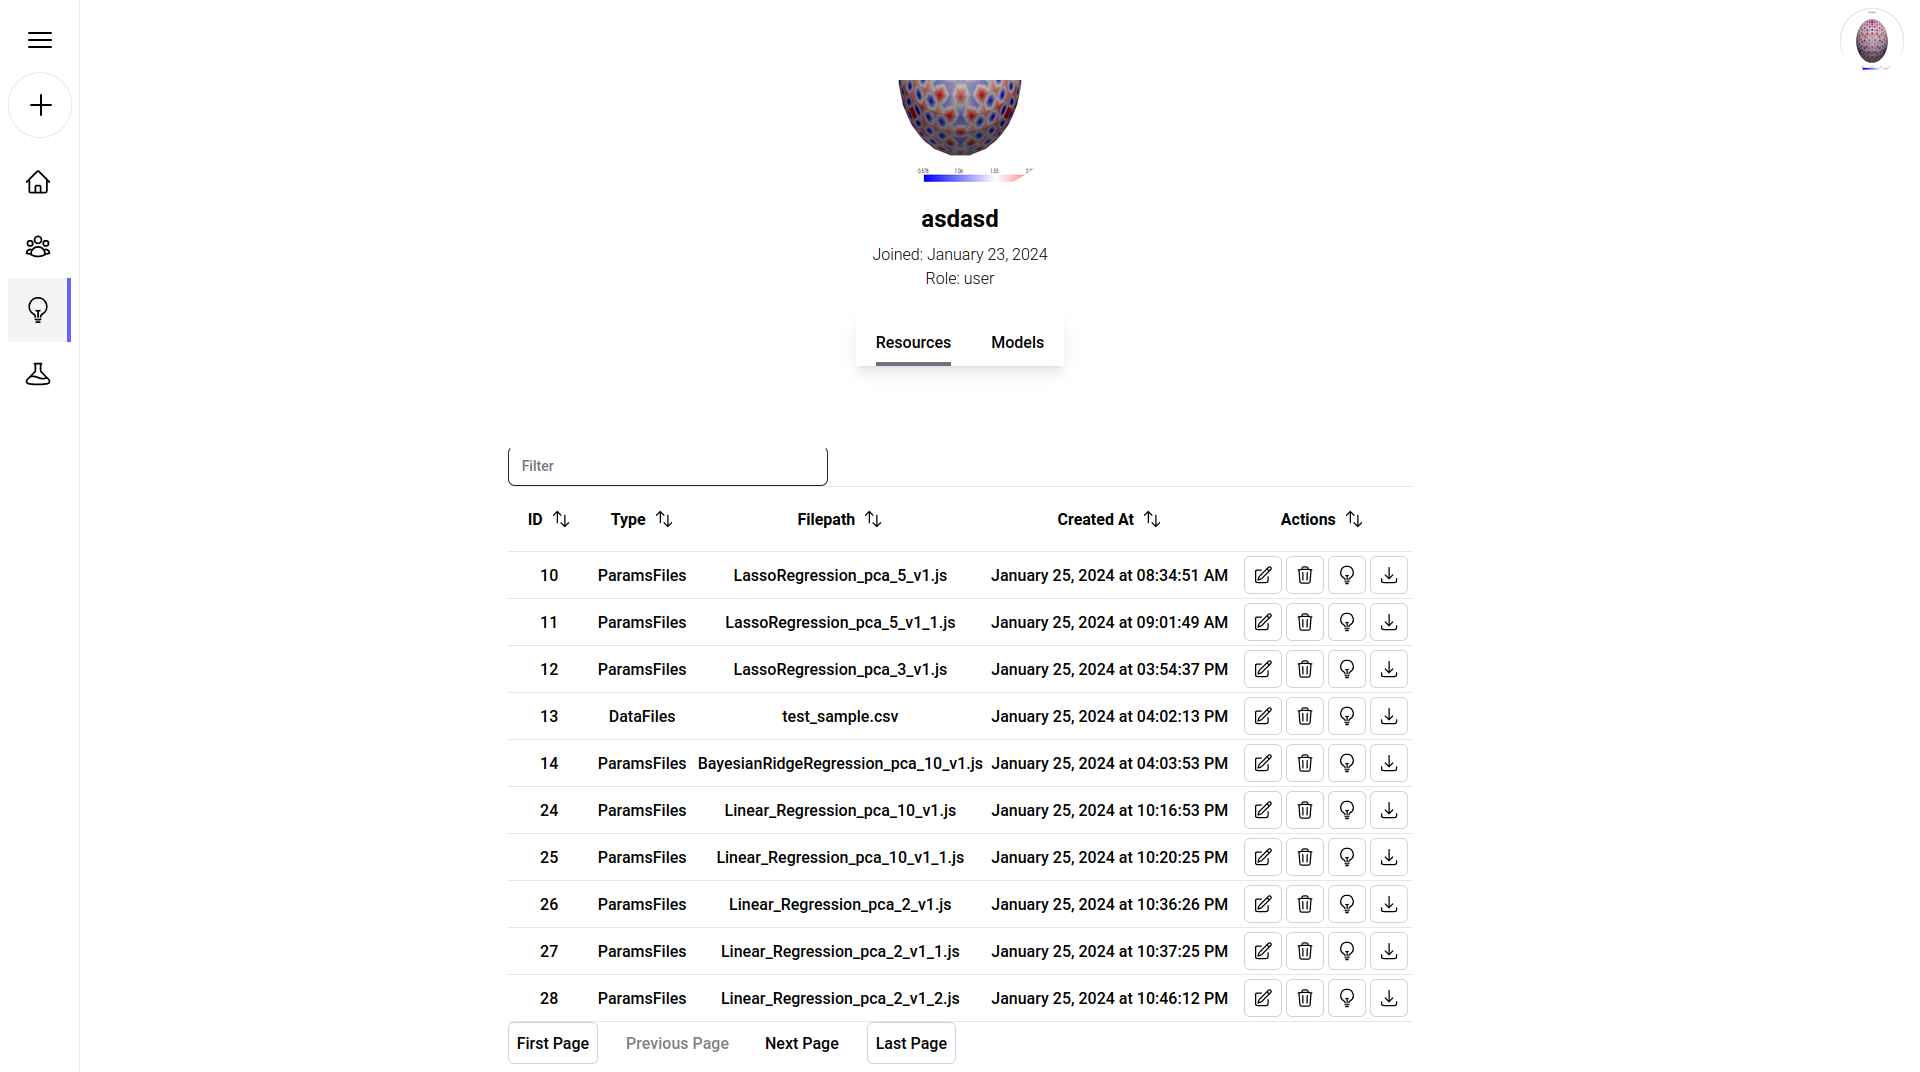 0.578 1.06 1.53
asdasd
Joined: January 23, 2024
Role: user
Resources Models
Filter
ID Type Filepath Created At Actions
10 ParamsFiles LassoRegression_pca_5_v1.js January 25, 2024 at 08:34:51 AM
11 ParamsFiles LassoRegression_pca_5_v1_1.js January 25, 2024 at 09:01:49 AM
12 ParamsFiles LassoRegression_pca_3_v1.js January 25, 2024 at 03:54:37 PM
13 DataFiles test_sample.csv January 25, 2024 at 04:02:13 PM
14 ParamsFiles BayesianRidgeRegression_pca_10_v1.js January 25, 2024 at 04:03:53 PM
24 ParamsFiles Linear_Regression_pca_10_v1.js January 25, 2024 at 10:16:53 PM
25 ParamsFiles Linear_Regression_pca_10_v1_1.js January 25, 2024 at 10:20:25 PM
26 ParamsFiles Linear_Regression_pca_2_v1.js January 25, 2024 at 10:36:26 PM
27 ParamsFiles Linear_Regression_pca_2_v1_1.js January 25, 2024 at 10:37:25 PM
28 ParamsFiles Linear_Regression_pca_2_v1_2.js January 25, 2024 at 10:46:12 PM
First Page Previous Page Next Page Last Page